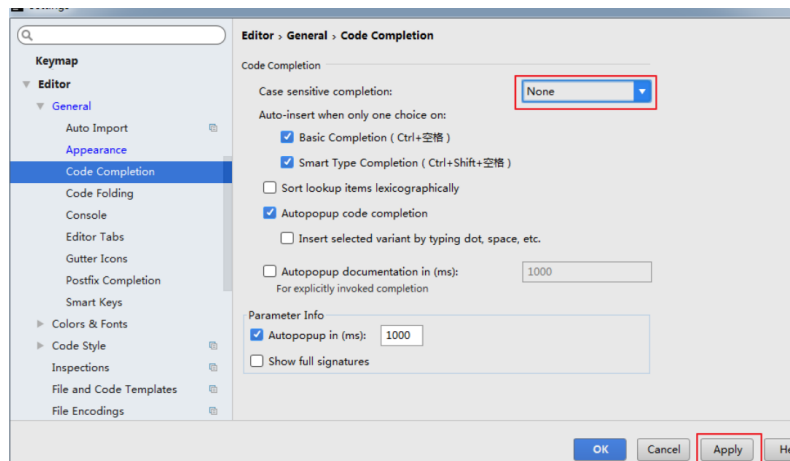 Settings
Editor › General › Code Completion
Keymap
Editor
General
Auto Import
Appearance
Code Completion
Code Folding
Console
Editor Tabs
Gutter Icons
Postfix Completion
Smart Keys
Colors & Fonts
Code Style
Inspections
File and Code Templates
File Encodings
Code Completion
Case sensitive completion: None
Auto-insert when only one choice on:
Basic Completion ( Ctrl+空格 )
Smart Type Completion ( Ctrl+Shift+空格 )
Sort lookup items lexicographically
Autopopup code completion
Insert selected variant by typing dot, space, etc.
Autopopup documentation in (ms): 1000
For explicitly invoked completion
Parameter Info
Autopopup in (ms): 1000
Show full signatures
OK Cancel Apply He